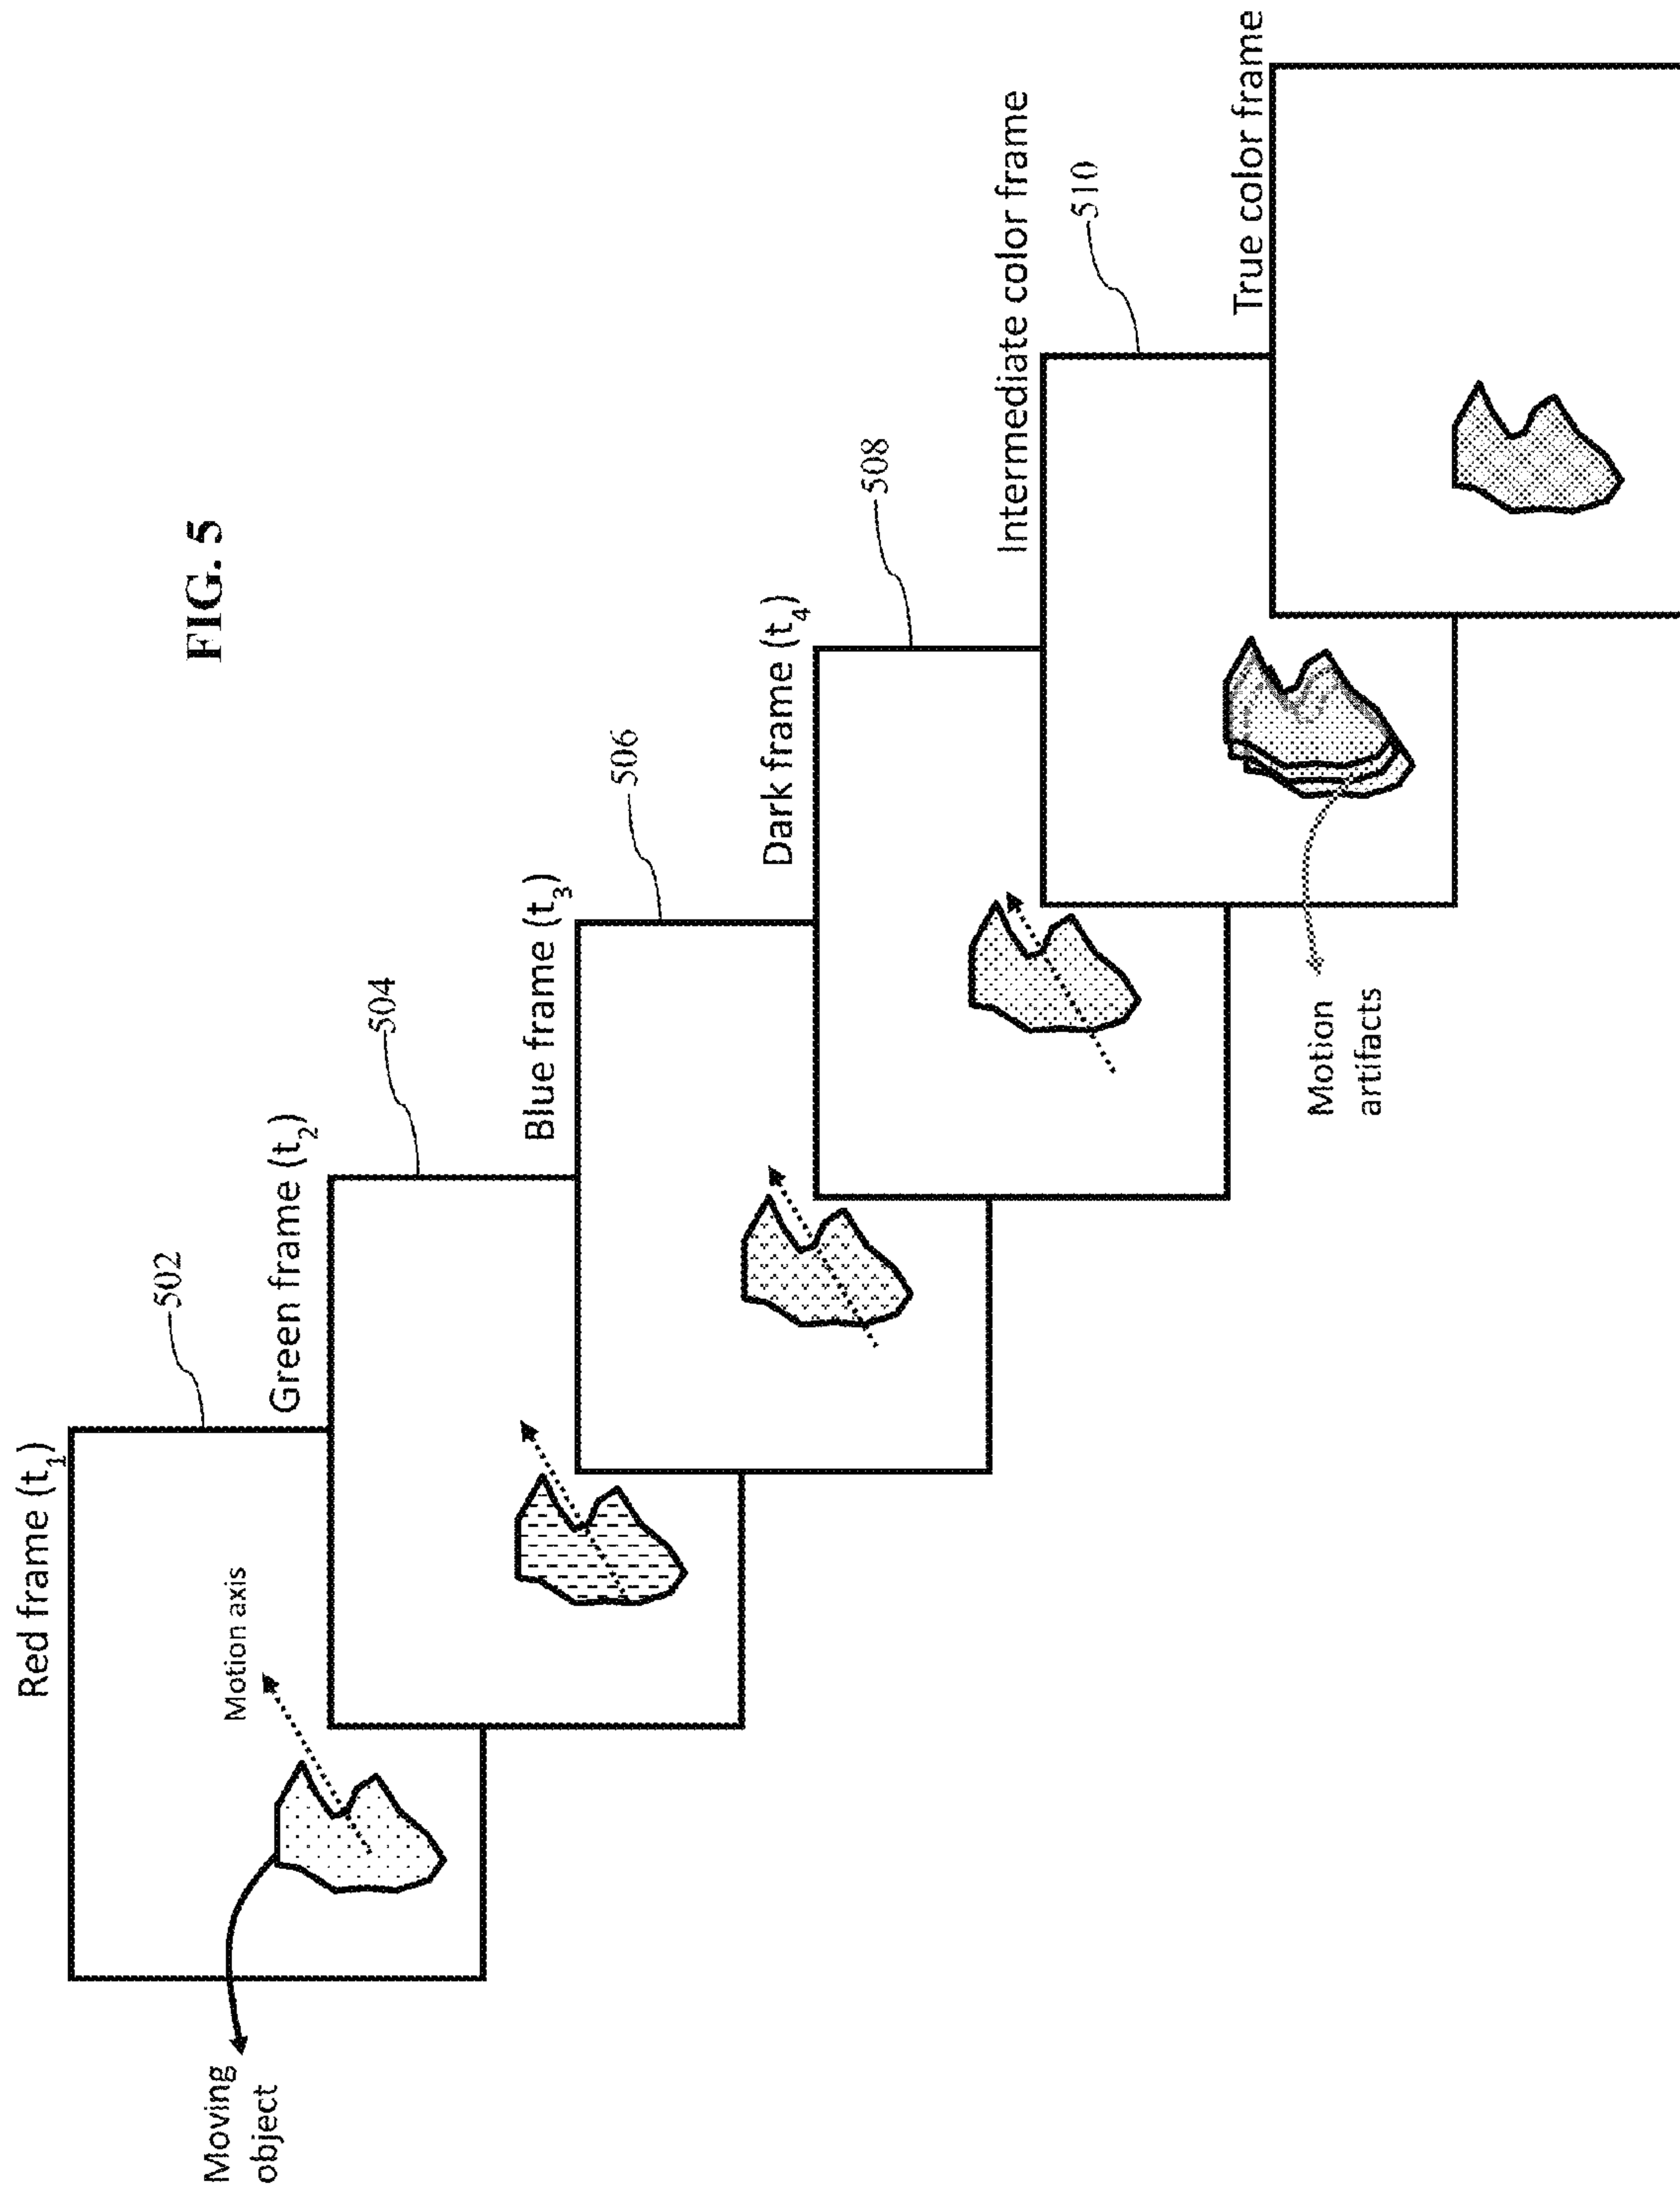 FIG. 5
Red frame (t1)
502
Motion axis
Moving
object
Green frame (t2)
504
Blue frame (t3)
506
Dark frame (t4)
508
Intermediate color frame
510
Motion
artifacts
True color frame